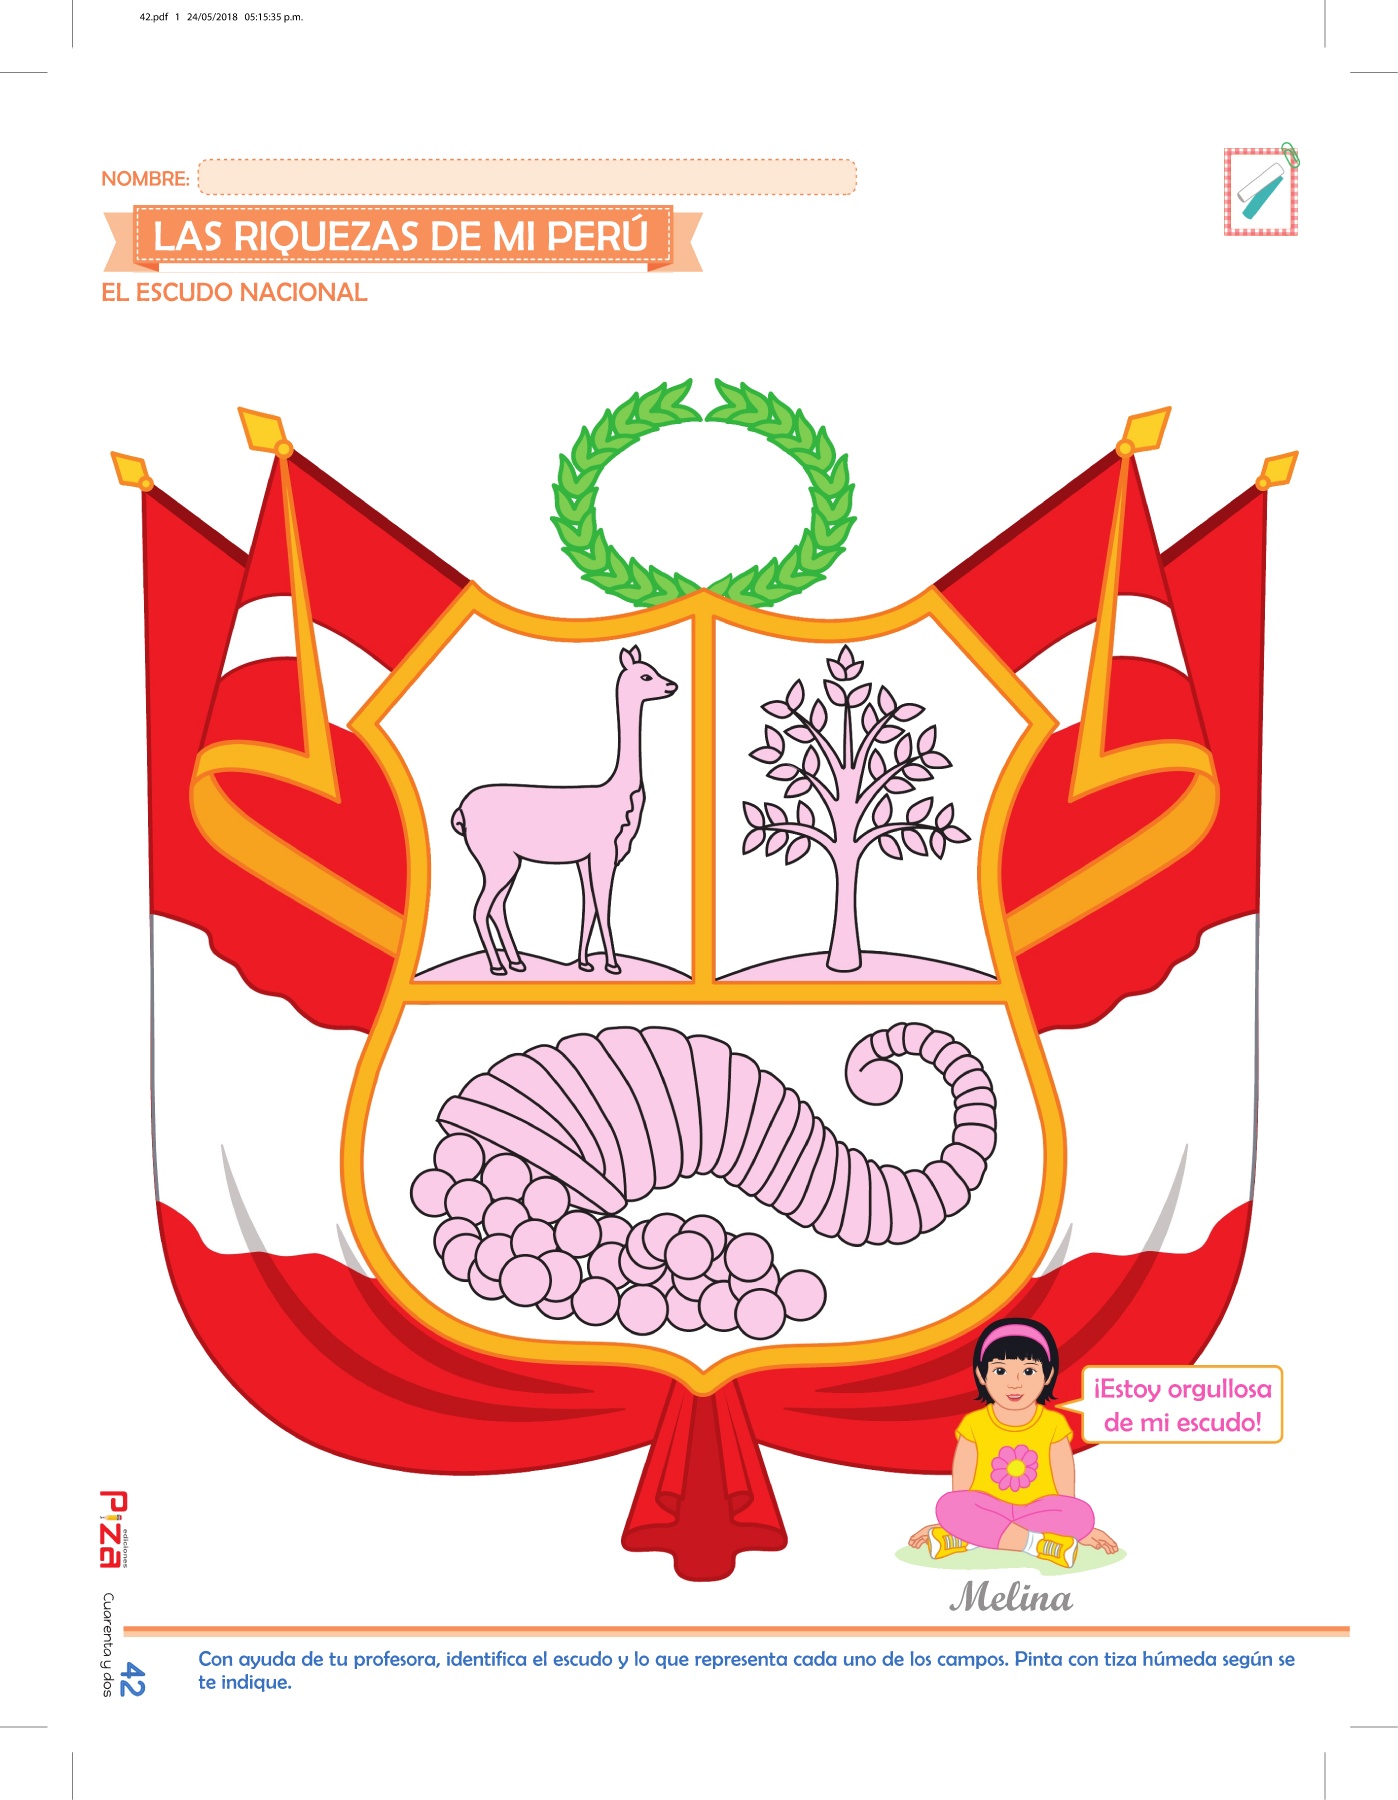 42.pdf 1 24/05/2018 05:15:35 p.m.
NOMBRE:
LAS RIQUEZAS DE MI PERÚ
EL ESCUDO NACIONAL
¡Estoy orgullosa
de mi escudo!
Melina
Piza
ediciones
Cuarenta y dos
42
Con ayuda de tu profesora, identifica el escudo y lo que representa cada uno de los campos. Pinta con tiza húmeda según se
te indique.